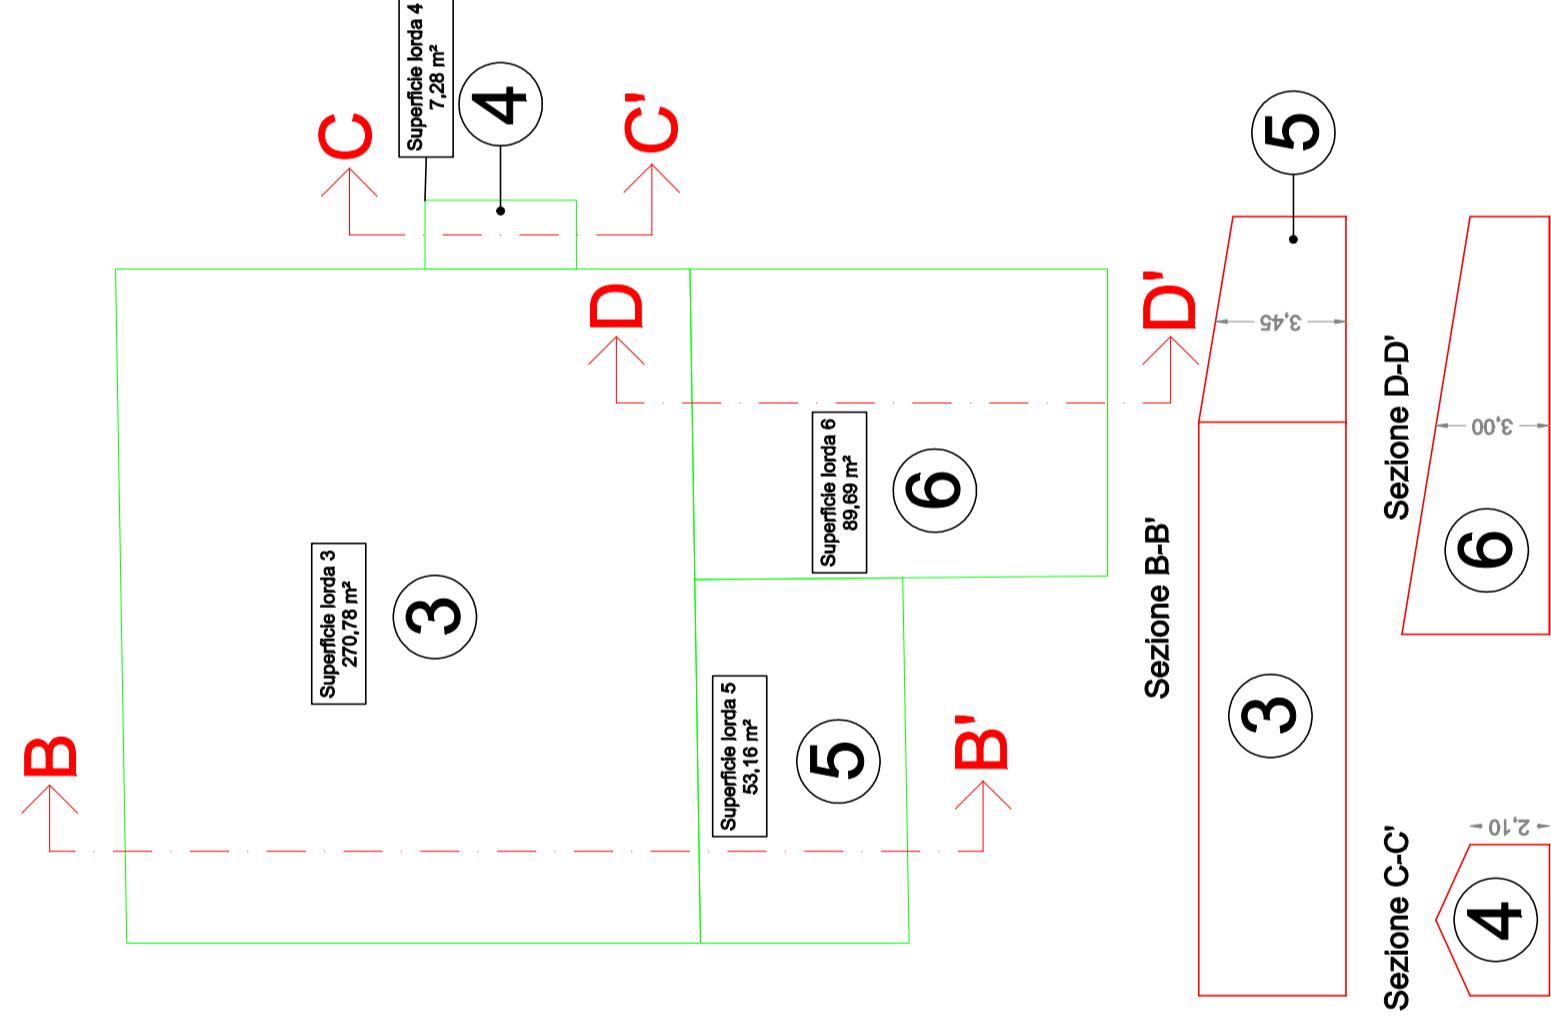 C
C'
Superficie lorda 4
7,28 m²
4
D
D'
Superficie lorda 3
270,78 m²
3
Superficie lorda 6
89,69 m²
6
B
B'
Superficie lorda 5
53,16 m²
5
Sezione B-B'
3
5
3,45
Sezione C-C'
4
2,10
Sezione D-D'
6
3,00